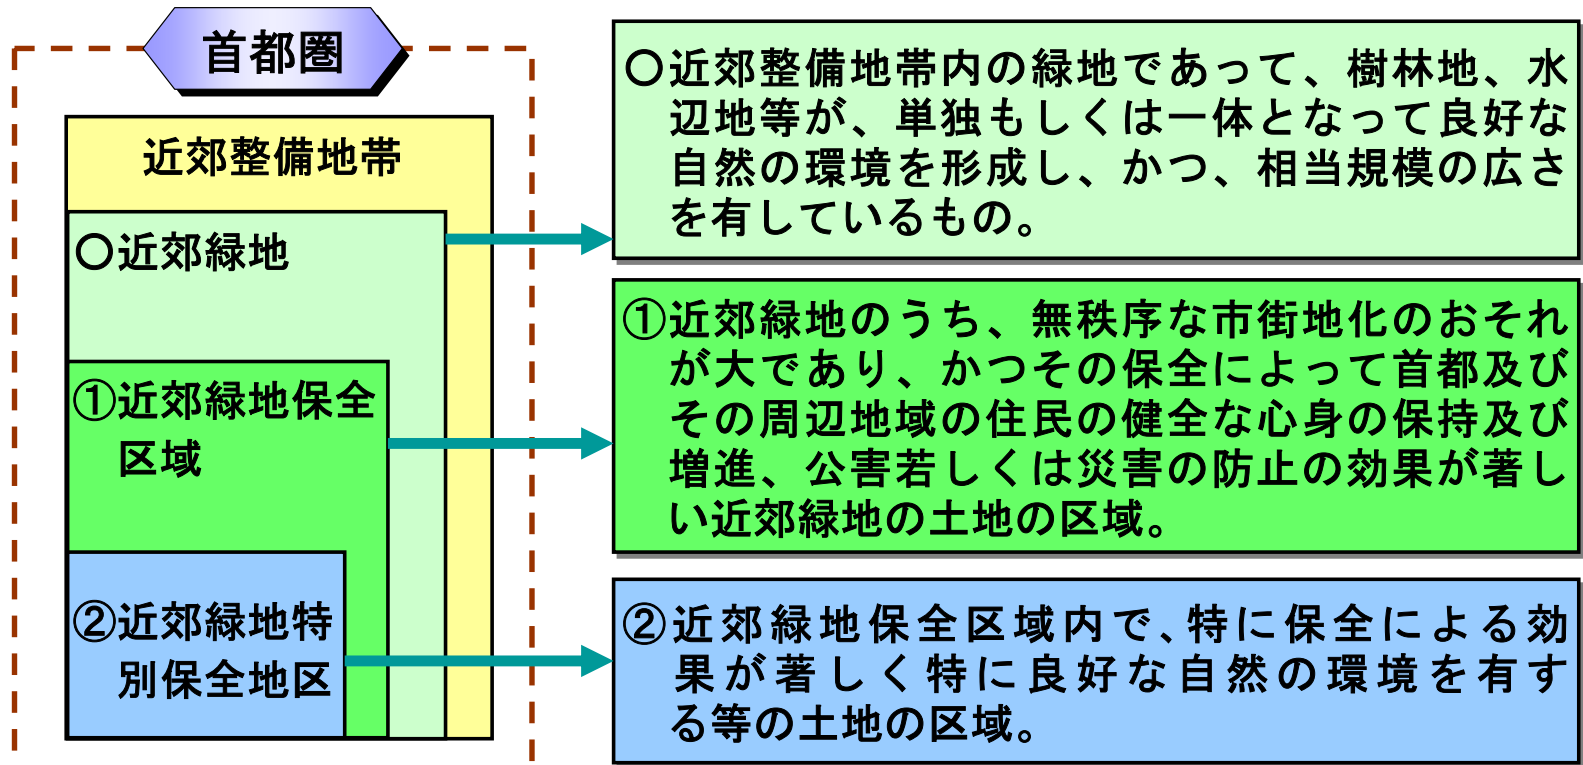 首都圏
近郊整備地帯
〇近郊緑地
①近郊緑地保全
区域
②近郊緑地特
別保全地区
〇近郊整備地帯内の緑地であって、樹林地、水
辺地等が、単独もしくは一体となって良好な
自然の環境を形成し、かつ、相当規模の広さ
を有しているもの。
①近郊緑地のうち、無秩序な市街地化のおそれ
が大であり、かつその保全によって首都及び
その周辺地域の住民の健全な心身の保持及び
増進、公害若しくは災害の防止の効果が著し
い近郊緑地の土地の区域。
②近郊緑地保全区域内で、特に保全による効
果が著しく特に良好な自然の環境を有す
る等の土地の区域。